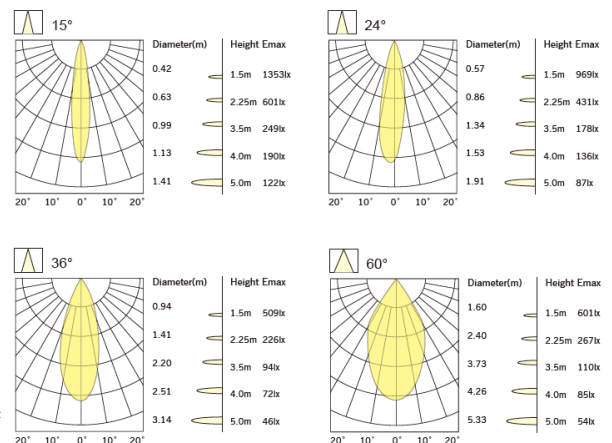 15°
Diameter(m) Height Emax
0.42 1.5m 1353lx
0.63 2.25m 601lx
0.99 3.5m 249lx
1.13 4.0m 190lx
1.41 5.0m 122lx
20° 10° 0° 10° 20°
24°
Diameter(m) Height Emax
0.57 1.5m 969lx
0.86 2.25m 431lx
1.34 3.5m 178lx
1.53 4.0m 136lx
1.91 5.0m 87lx
20° 10° 0° 10° 20°
36°
Diameter(m) Height Emax
0.94 1.5m 509lx
1.41 2.25m 226lx
2.20 3.5m 94lx
2.51 4.0m 72lx
3.14 5.0m 46lx
20° 10° 0° 10° 20°
60°
Diameter(m) Height Emax
1.60 1.5m 601lx
2.40 2.25m 267lx
3.73 3.5m 110lx
4.26 4.0m 85lx
5.33 5.0m 54lx
20° 10° 0° 10° 20°